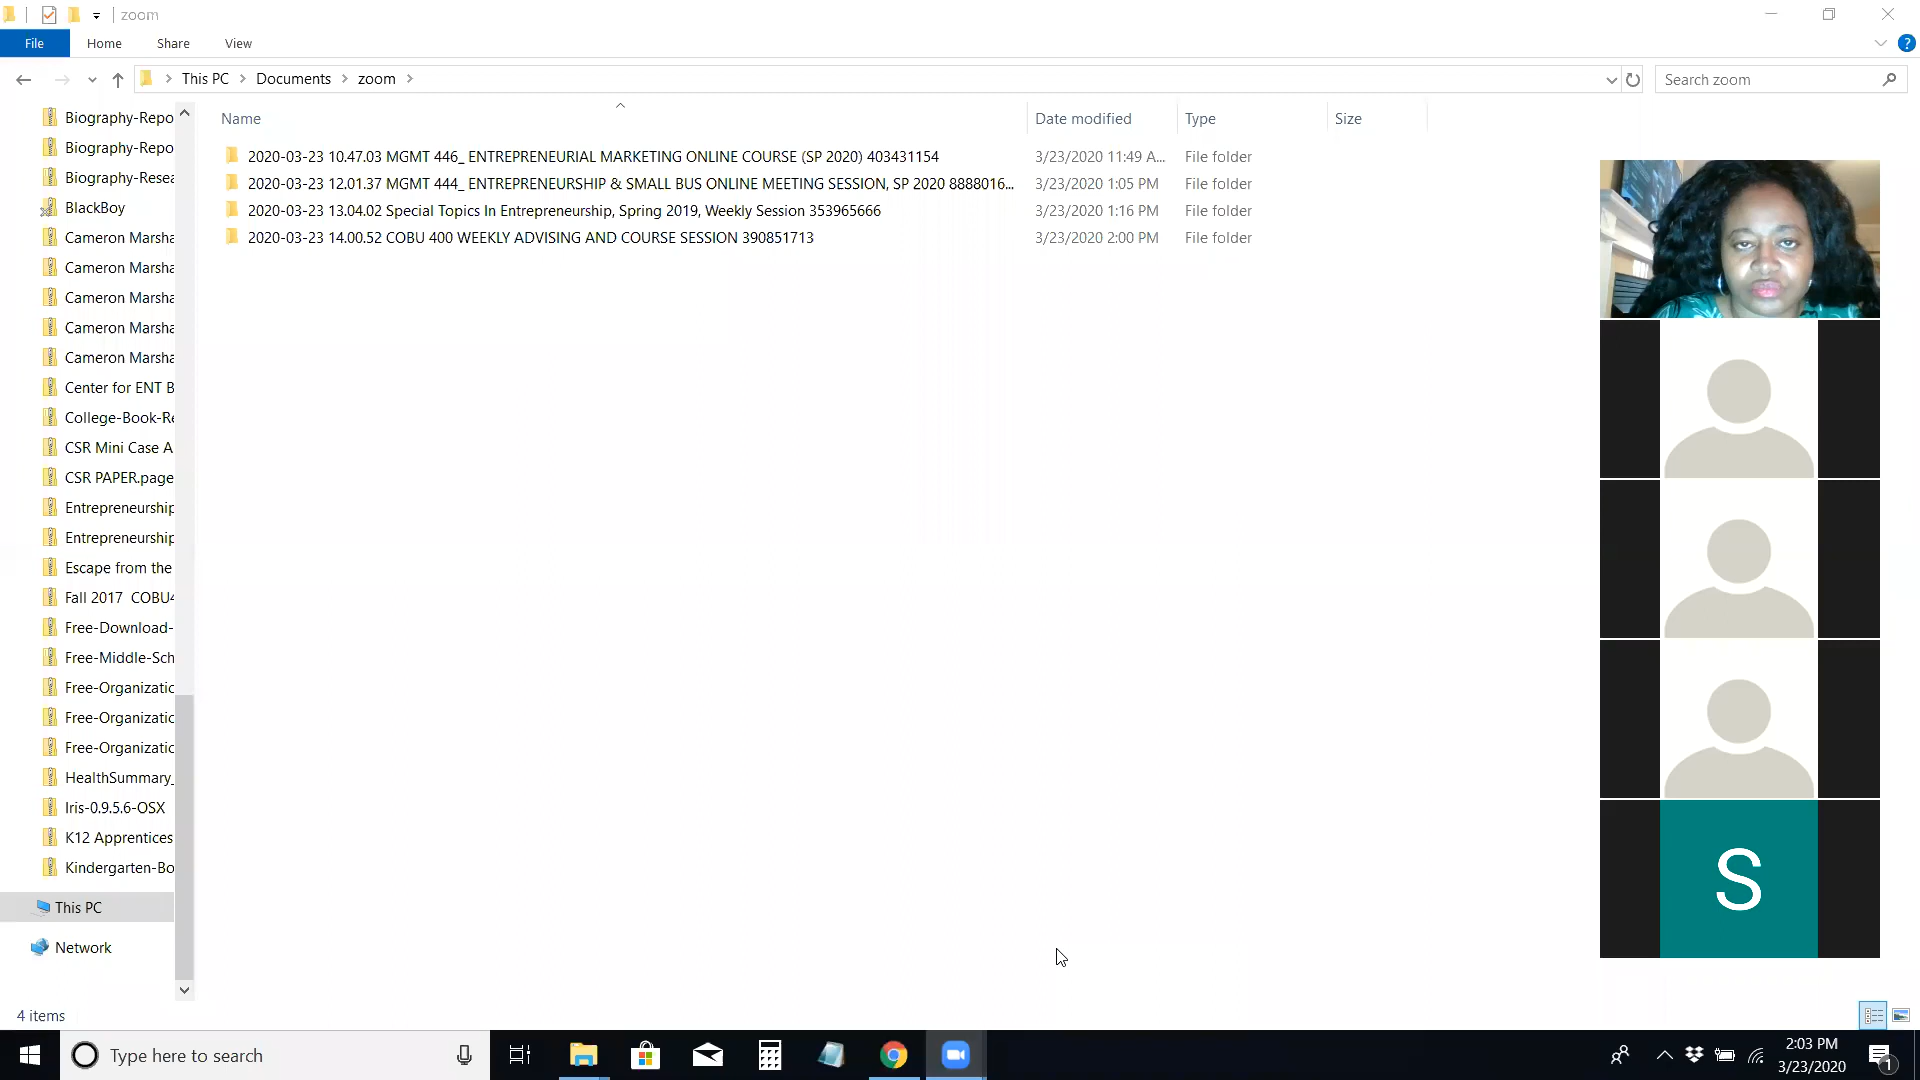 zoom
File Home Share View
This PC Documents zoom
Search zoom
Name Date modified Type Size
2020-03-23 10.47.03 MGMT 446_ ENTREPRENEURIAL MARKETING ONLINE COURSE (SP 2020) 403431154 3/23/2020 11:49 A... File folder
2020-03-23 12.01.37 MGMT 444_ ENTREPRENEURSHIP & SMALL BUS ONLINE MEETING SESSION, SP 2020 8888016... 3/23/2020 1:05 PM File folder
2020-03-23 13.04.02 Special Topics In Entrepreneurship, Spring 2019, Weekly Session 353965666 3/23/2020 1:16 PM File folder
2020-03-23 14.00.52 COBU 400 WEEKLY ADVISING AND COURSE SESSION 390851713 3/23/2020 2:00 PM File folder
Biography-Repo
Biography-Repo
Biography-Resea
BlackBoy
Cameron Marsha
Cameron Marsha
Cameron Marsha
Cameron Marsha
Cameron Marsha
Center for ENT B
College-Book-Re
CSR Mini Case A
CSR PAPER.page
Entrepreneurship
Entrepreneurship
Escape from the
Fall 2017 COBU4
Free-Download-
Free-Middle-Sch
Free-Organizatic
Free-Organizatic
Free-Organizatic
HealthSummary_
Iris-0.9.5.6-OSX
K12 Apprentices
Kindergarten-Bo
This PC
Network
S
4 items
Type here to search
2:03 PM
3/23/2020
1